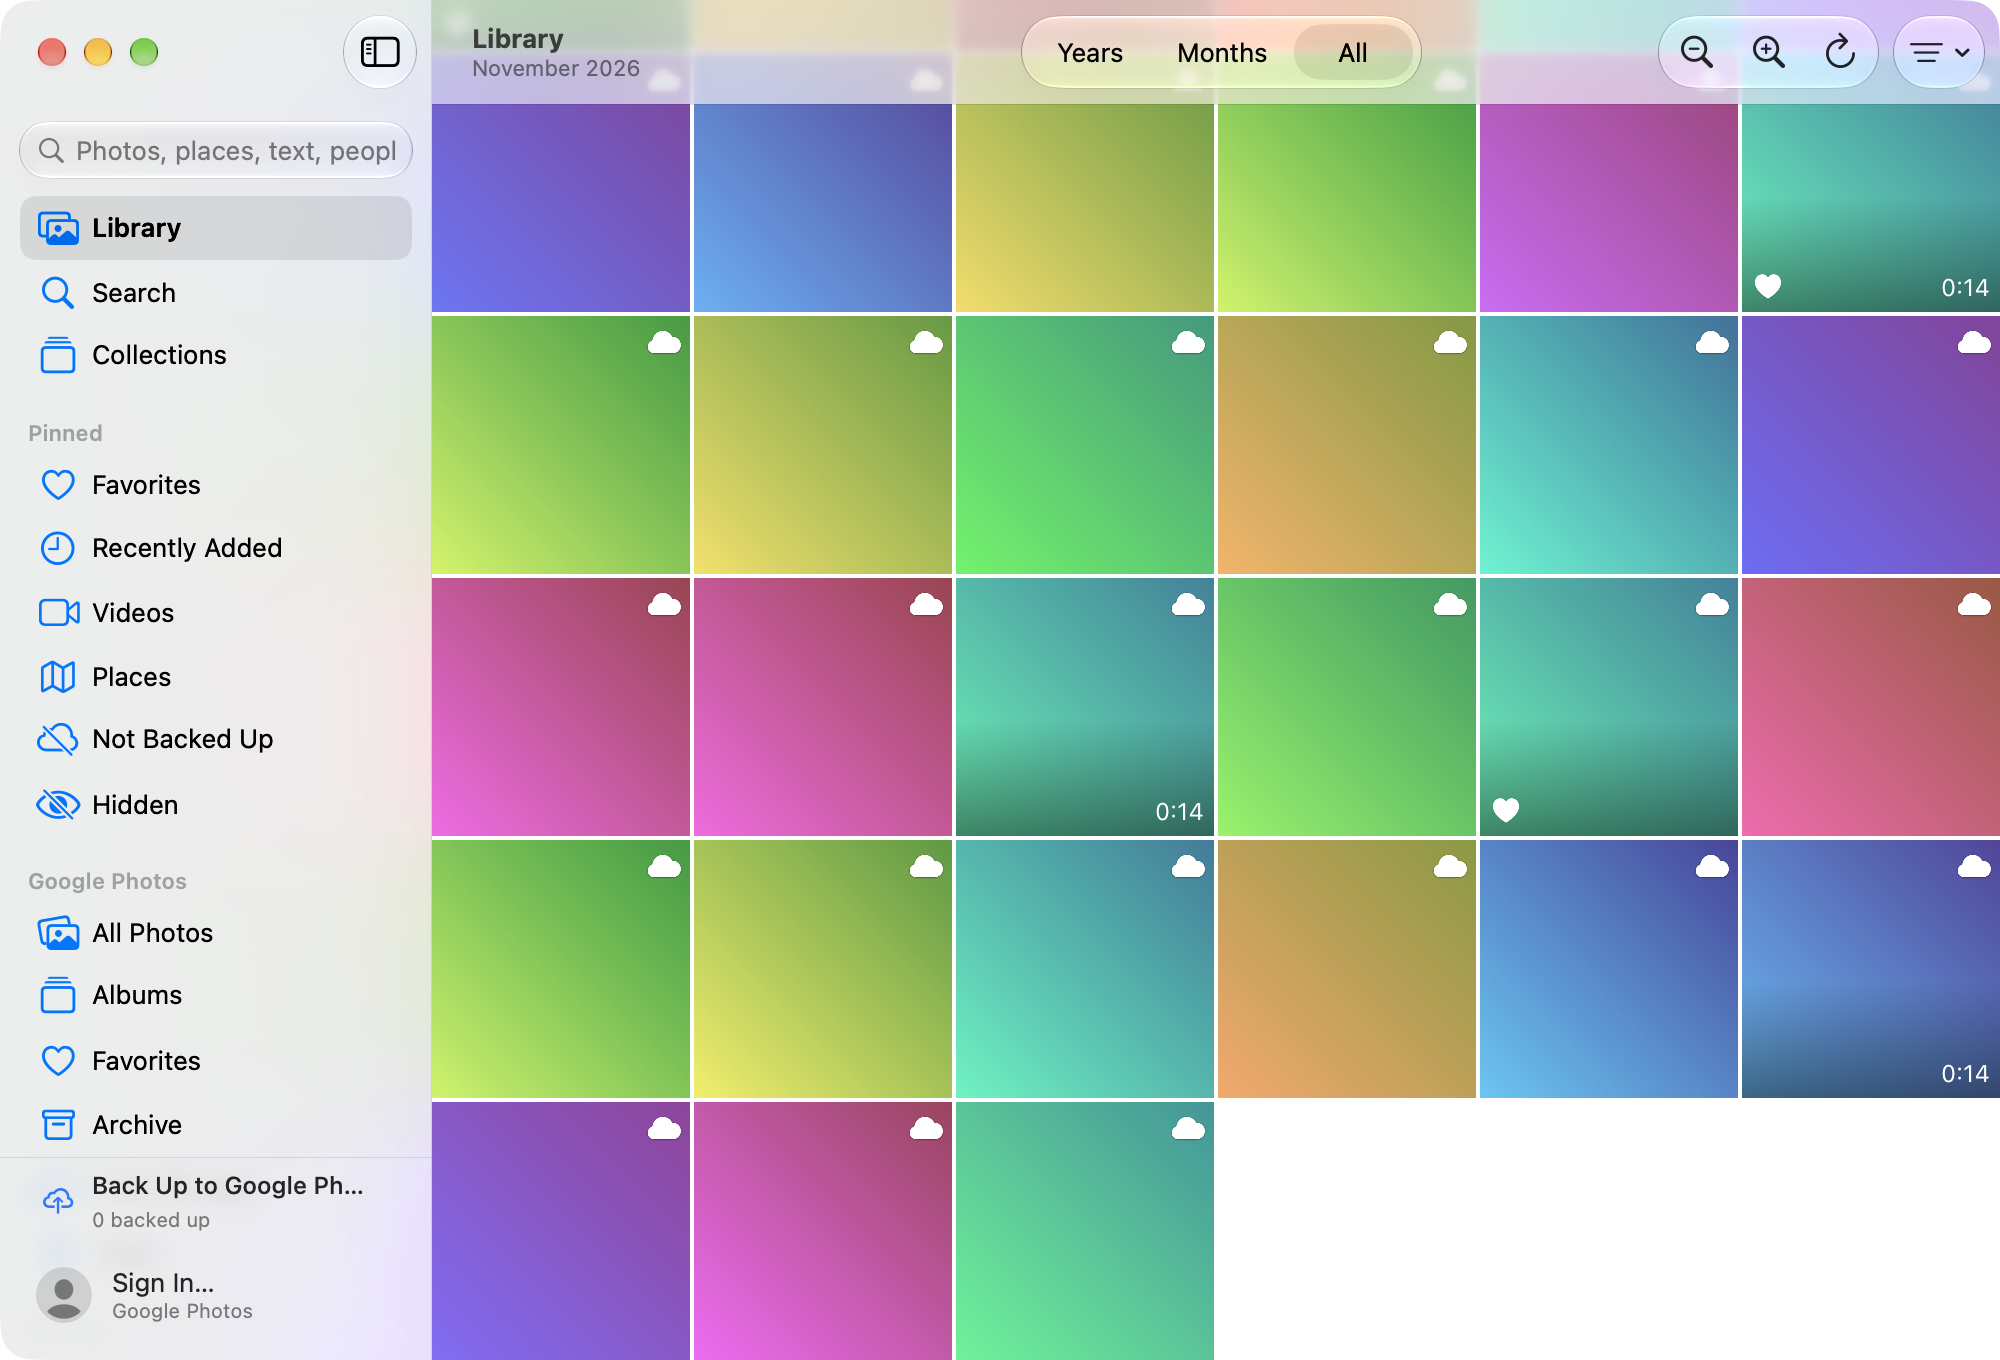 Library
November 2026
Years
Months
All
Photos, places, text, peopl
Library
Search
Collections
Pinned
Favorites
Recently Added
Videos
Places
Not Backed Up
Hidden
Google Photos
All Photos
Albums
Favorites
Archive
Back Up to Google Ph...
0 backed up
Sign In...
Google Photos
0:14
0:14
0:14